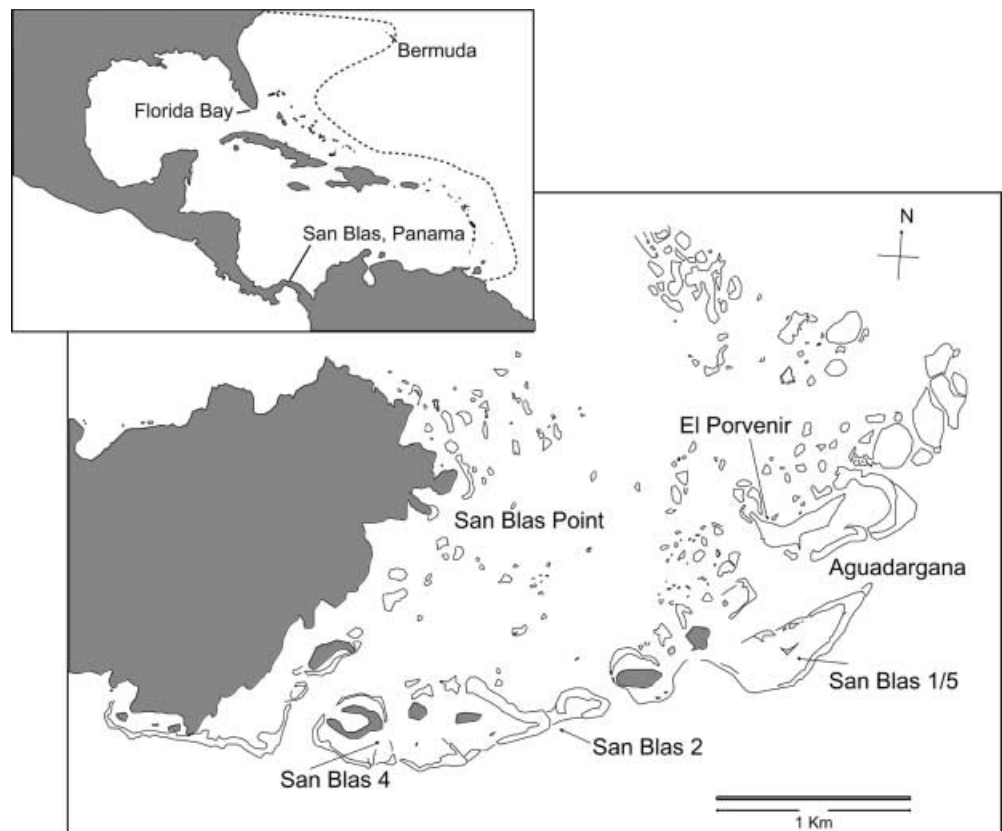 Bermuda
Florida Bay
San Blas, Panama
N
El Porvenir
San Blas Point
Aguadargana
San Blas 1/5
San Blas 2
San Blas 4
1 Km